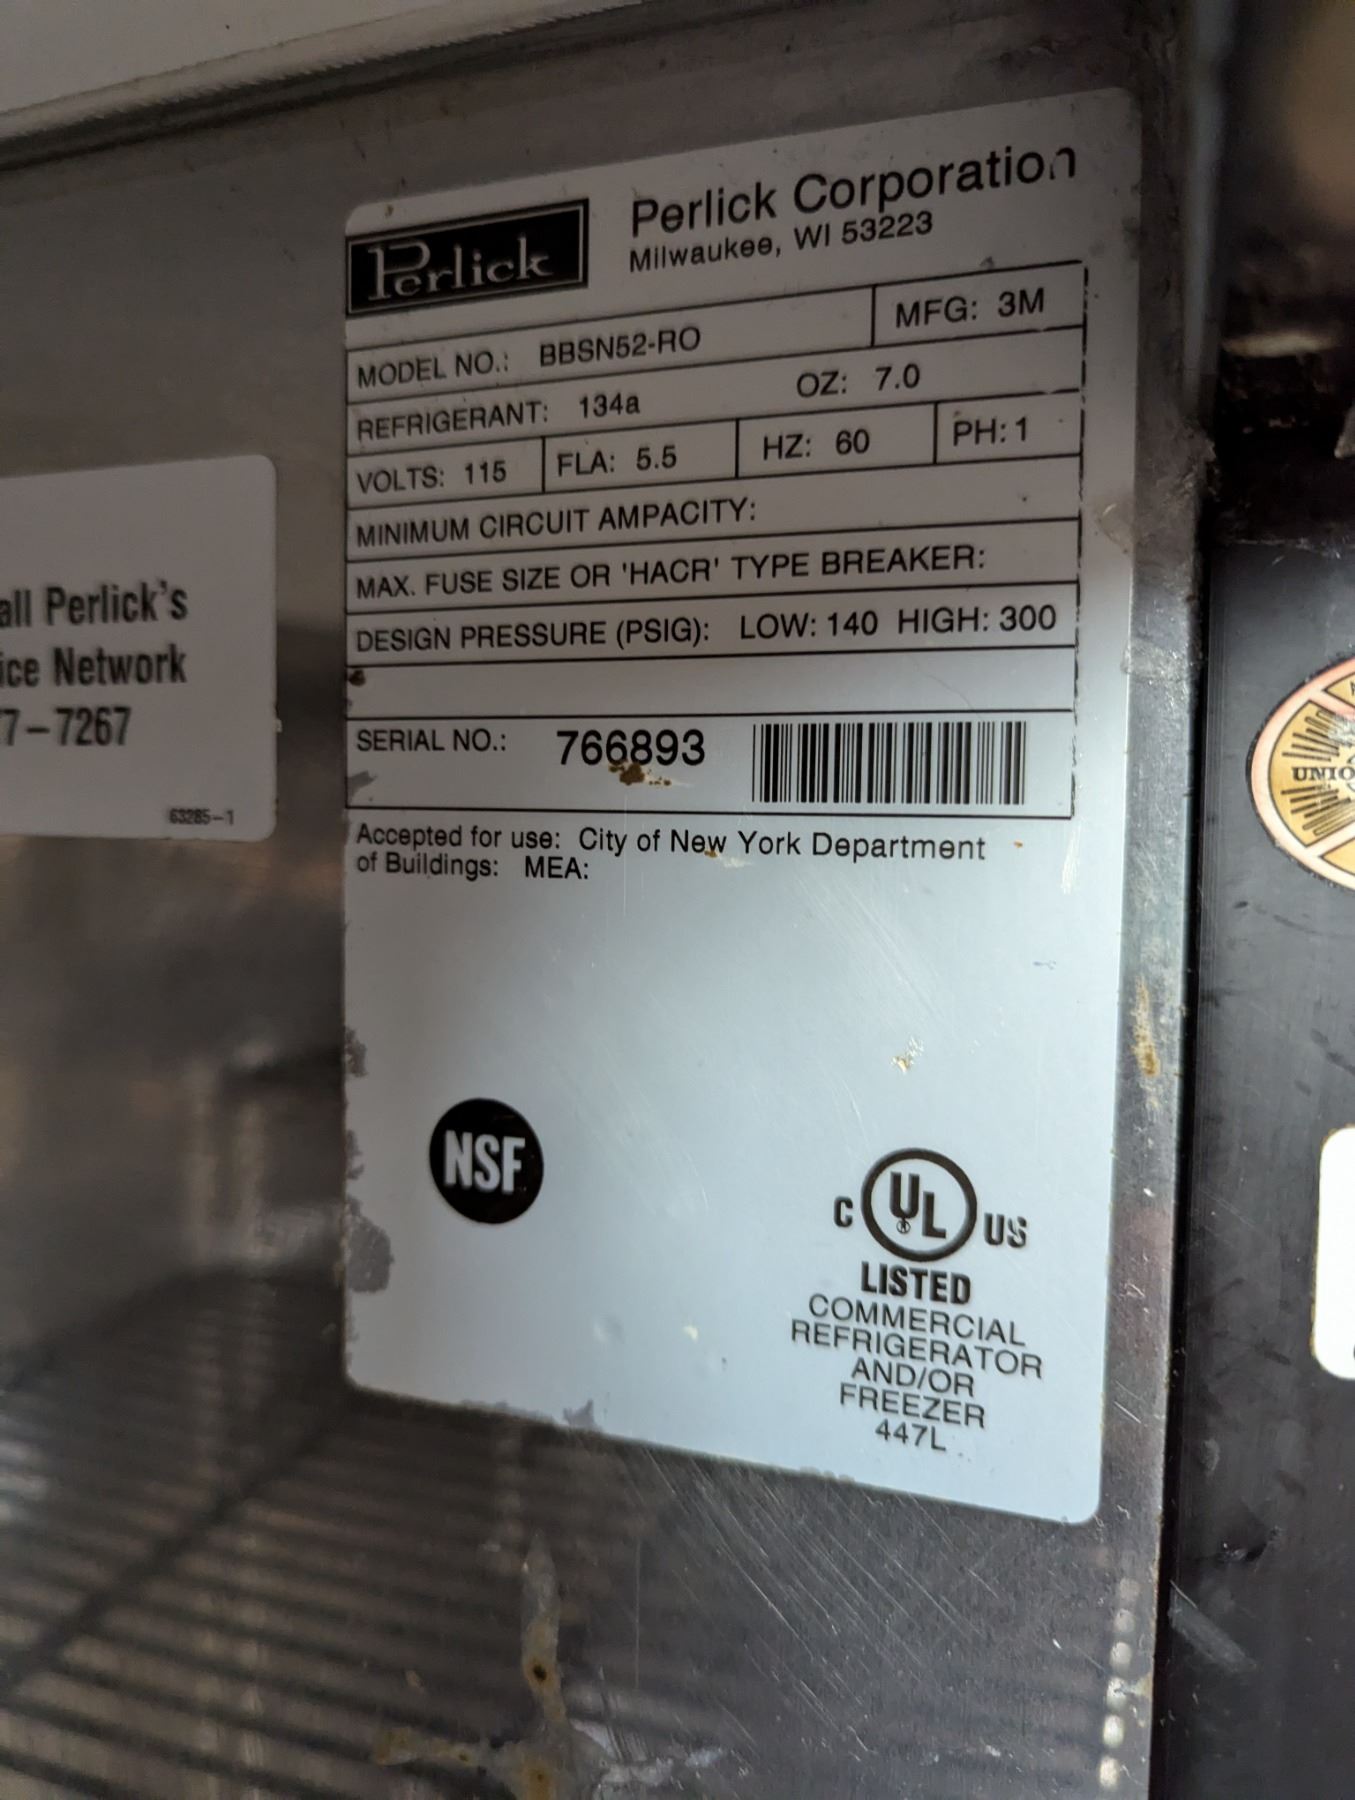 Perlick
Perlick Corporation
Milwaukee, WI 53223
MODEL NO.: BBSN52-RO MFG: 3M
REFRIGERANT: 134a OZ: 7.0
VOLTS: 115 FLA: 5.5 HZ: 60 PH: 1
MINIMUM CIRCUIT AMPACITY:
MAX. FUSE SIZE OR 'HACR' TYPE BREAKER:
DESIGN PRESSURE (PSIG): LOW: 140 HIGH: 300
SERIAL NO.: 766893
Accepted for use: City of New York Department
of Buildings: MEA:
NSF
C UL ® US
LISTED
COMMERCIAL
REFRIGERATOR
AND/OR
FREEZER
447L
all Perlick's
ice Network
7-7267
63285-1
UNIO